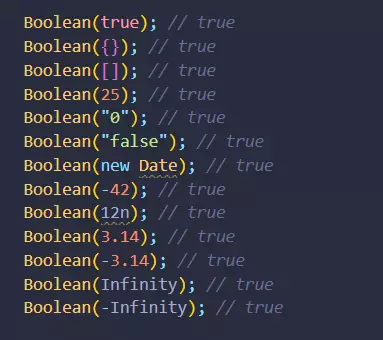 Boolean(true); // true
Boolean({}); // true
Boolean([]); // true
Boolean(25); // true
Boolean("0"); // true
Boolean("false"); // true
Boolean(new Date); // true
Boolean(-42); // true
Boolean(12n); // true
Boolean(3.14); // true
Boolean(-3.14); // true
Boolean(Infinity); // true
Boolean(-Infinity); // true